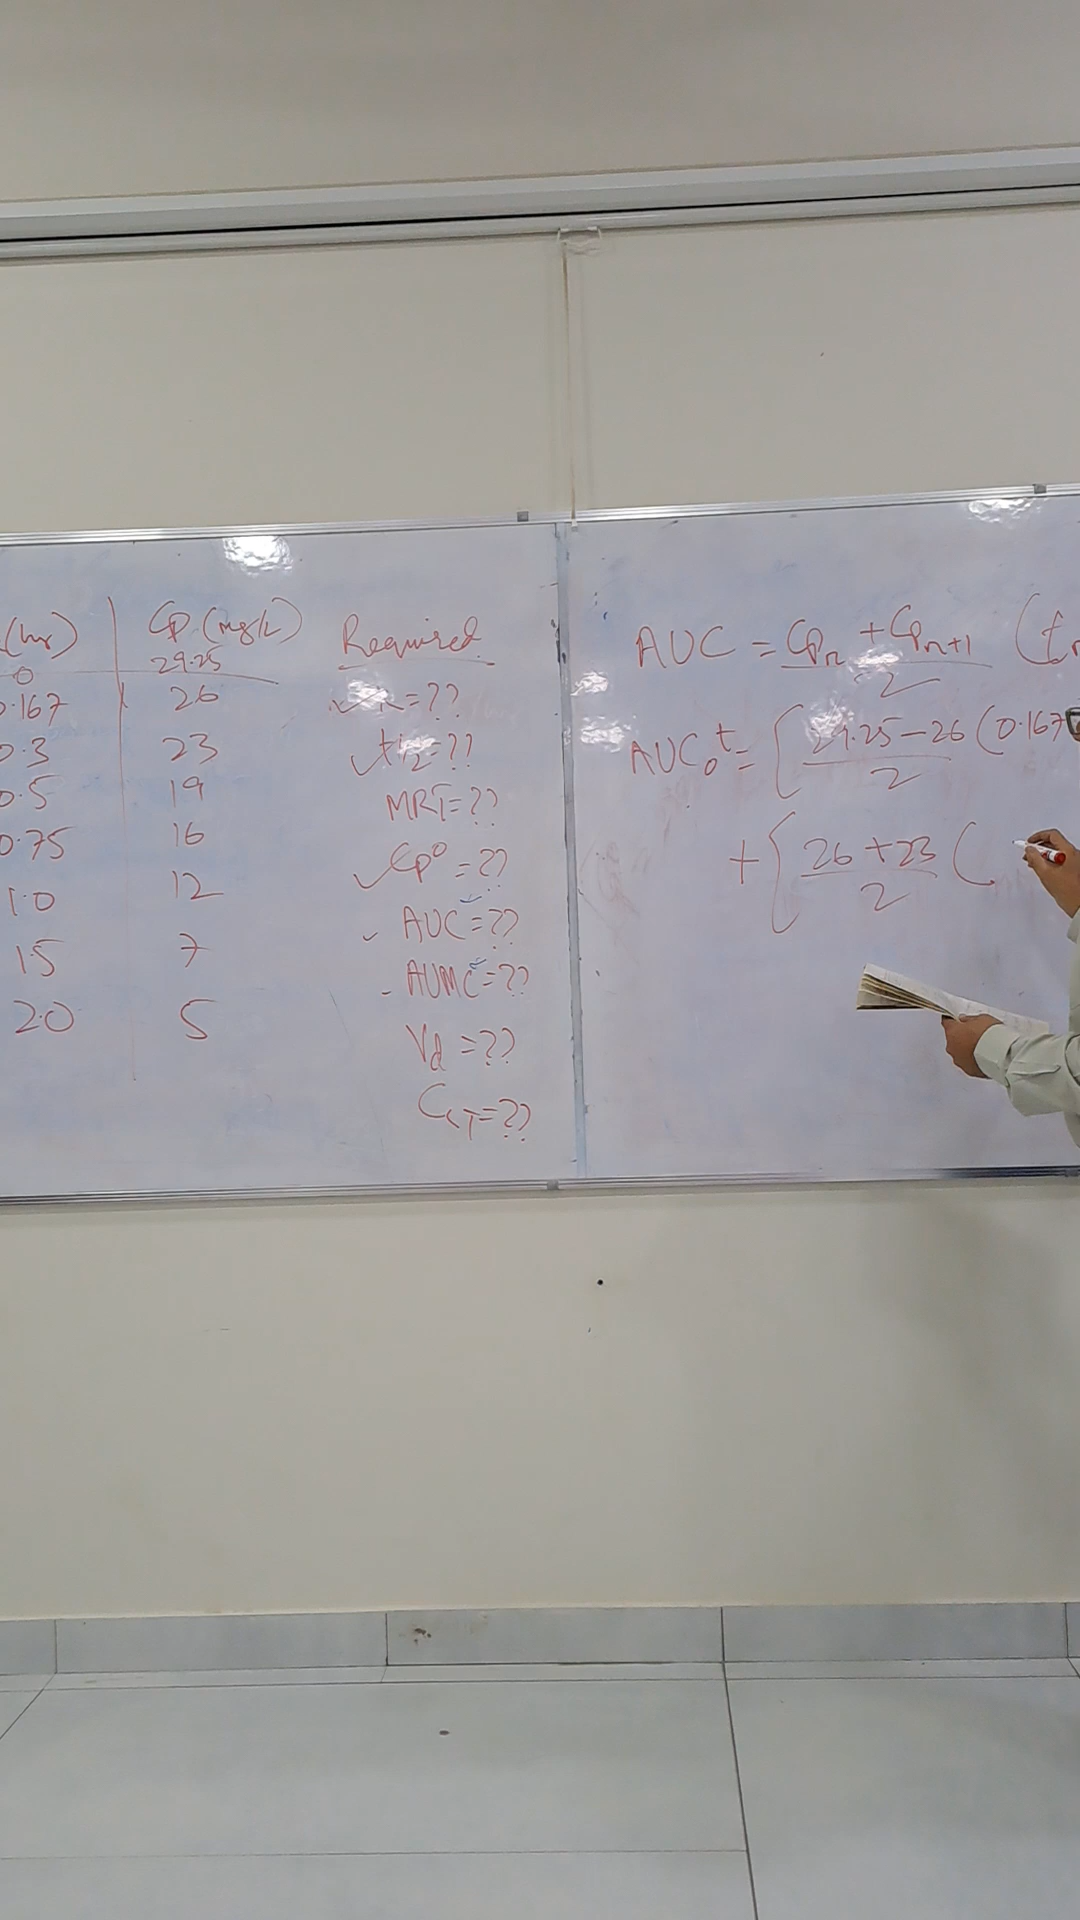 (hr) Cp (mg/L)
0 29.25
0.167 26
0.3 23
0.5 19
0.75 16
1.0 12
1.5 7
2.0 5
Required
K=??
t1/2=??
MRT=??
Cp⁰=??
AUC=??
AUMC=??
Vd=??
=??
AUC = Cpn + Cpn+1 (tn
2
AUC₀ᵗ= { 29.25-26 (0.167
2
+ { 26+23 (
2